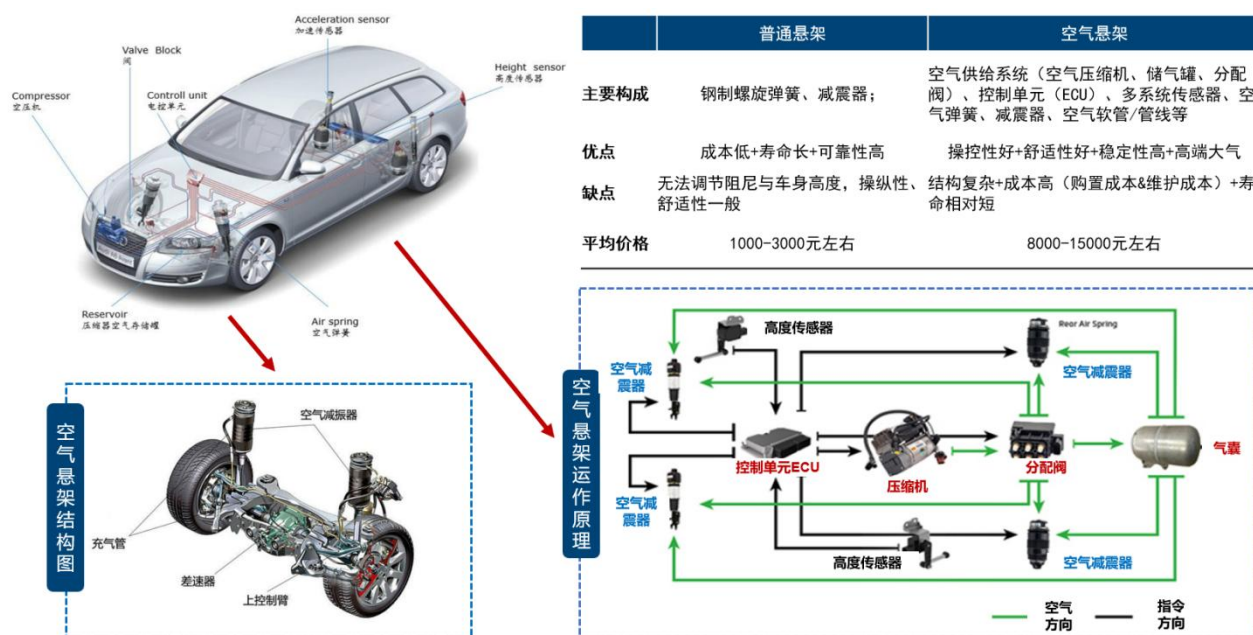 Acceleration sensor
加速传感器
Valve Block
阀
Height sensor
高度传感器
Compressor
空压机
Controll unit
电控单元
Reservoir
压缩器空气存储罐
Air spring
空气弹簧
普通悬架
空气悬架
主要构成
钢制螺旋弹簧、减震器；
空气供给系统（空气压缩机、储气罐、分配
阀）、控制单元（ECU）、多系统传感器、空
气弹簧、减震器、空气软管/管线等
优点
成本低+寿命长+可靠性高
操控性好+舒适性好+稳定性高+高端大气
缺点
无法调节阻尼与车身高度，操纵性、
舒适性一般
结构复杂+成本高（购置成本&维护成本）+寿
命相对短
平均价格
1000-3000元左右
8000-15000元左右
空气悬架结构图
空气减振器
充气管
差速器
上控制臂
空气悬架运作原理
高度传感器
Rear Air Spring
空气减
震器
空气减震器
控制单元ECU
压缩机
分配阀
气囊
空气减
震器
高度传感器
空气减震器
空气
方向
指令
方向